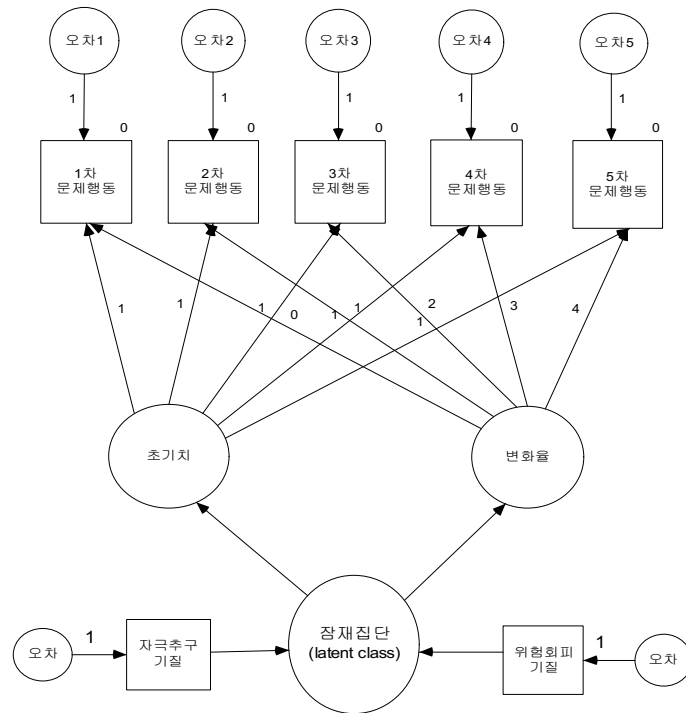 오차1 오차2 오차3 오차4 오차5
1 1 1 1 1
0 0 0 0 0
1차 2차 3차 4차 5차
문제행동 문제행동 문제행동 문제행동 문제행동
1 1 1 0 1 1 2 1 3 4
초기치 변화율
잠재집단
(latent class)
오차 1 자극추구 위험회피 1 오차
기질 기질